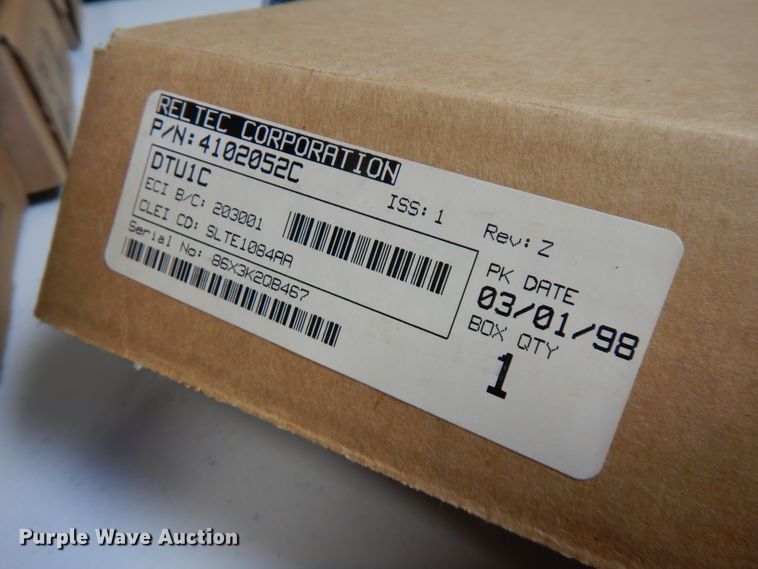 RELTEC CORPORATION
P/N: 4102052C
ISS: 1
Rev: Z
DTU1C
ECI B/C: 203001
CLEI CD: SLTE1084AA
Serial No: 86X3K2QB467
PK DATE
03/01/98
BOX QTY
1
Purple Wave Auction